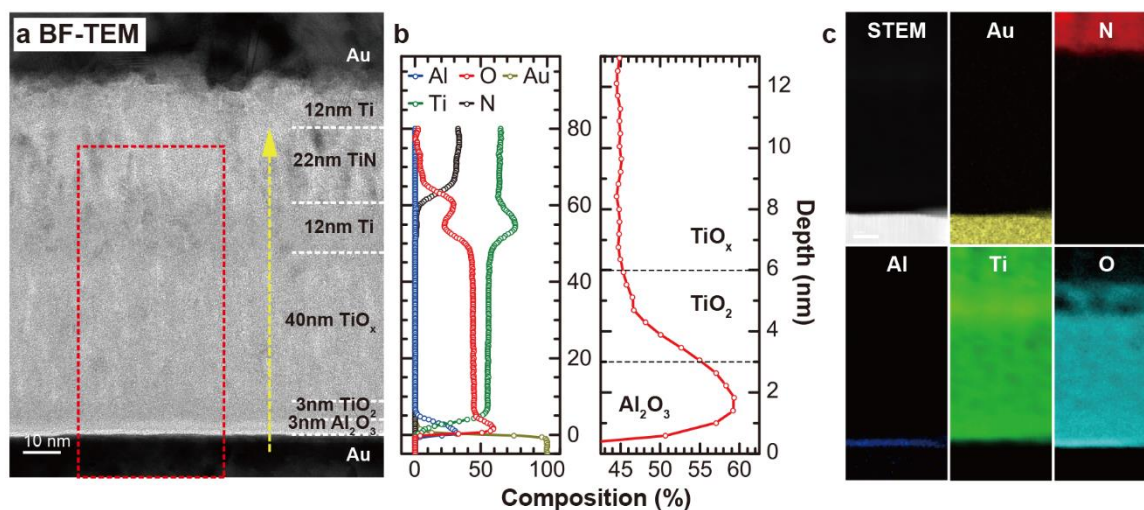 a BF-TEM
Au
12nm Ti
22nm TiN
12nm Ti
40nm TiOₓ
3nm TiO₂
3nm Al₂O₃
10 nm
Au
b
Al O Au
Ti N
80
60
40
20
0
0 50 100
12
10
8
6
4
2
0
Depth (nm)
TiOₓ
TiO₂
Al₂O₃
45 50 55 60
Composition (%)
c
STEM Au N
Al Ti O